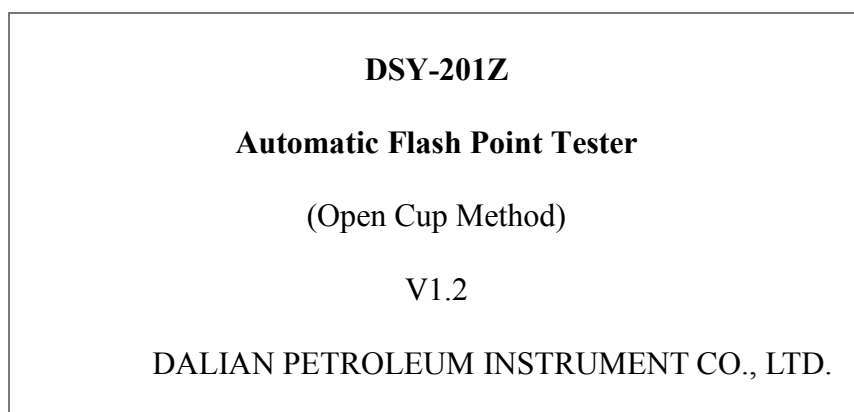 DSY-201Z
Automatic Flash Point Tester
(Open Cup Method)
V1.2
DALIAN PETROLEUM INSTRUMENT CO., LTD.